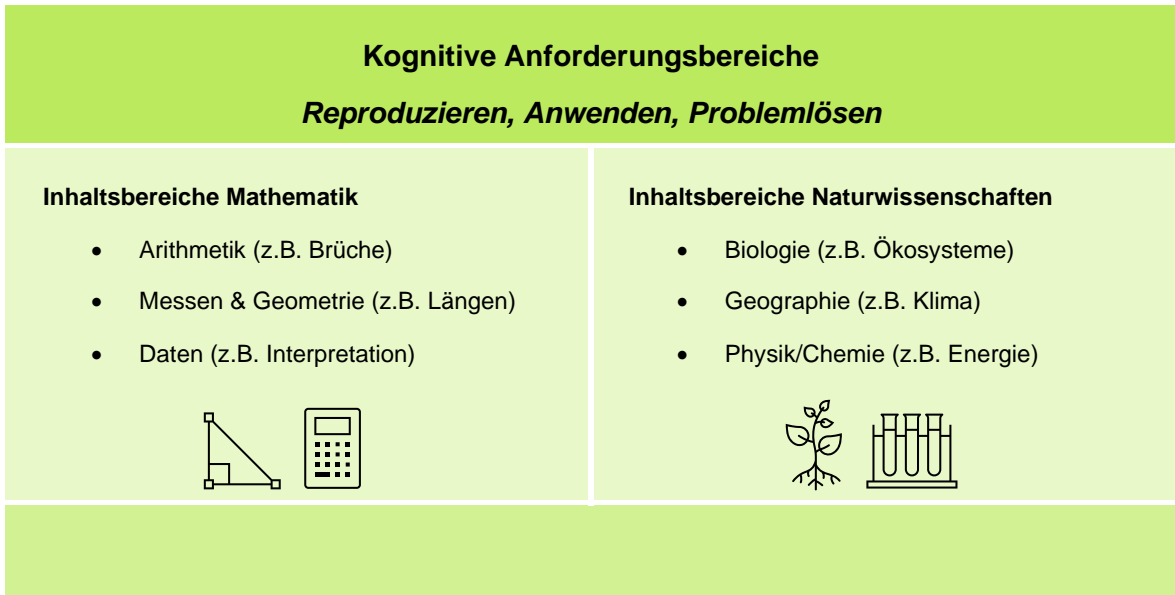 Kognitive Anforderungsbereiche
Reproduzieren, Anwenden, Problemlösen
Inhaltsbereiche Mathematik
• Arithmetik (z.B. Brüche)
• Messen & Geometrie (z.B. Längen)
• Daten (z.B. Interpretation)
Inhaltsbereiche Naturwissenschaften
• Biologie (z.B. Ökosysteme)
• Geographie (z.B. Klima)
• Physik/Chemie (z.B. Energie)